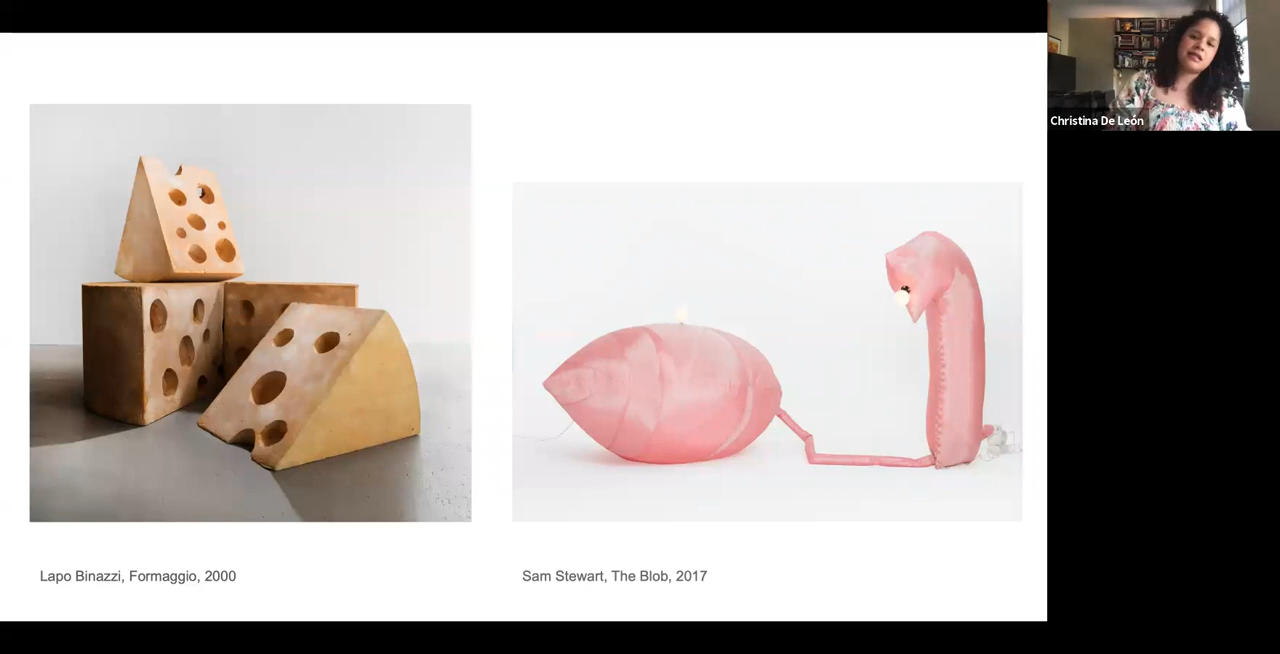 Christina De León
Lapo Binazzi, Formaggio, 2000
Sam Stewart, The Blob, 2017